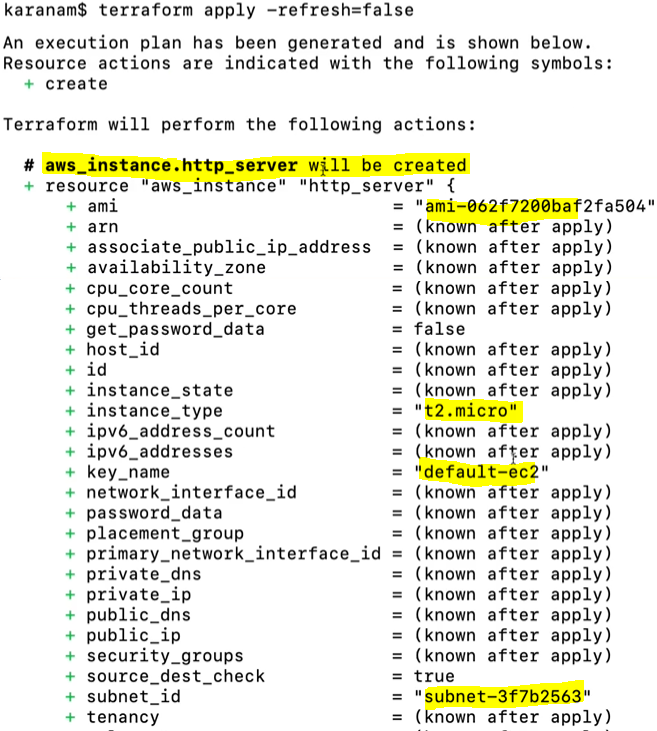 karanam$ terraform apply -refresh=false
An execution plan has been generated and is shown below.
Resource actions are indicated with the following symbols:
+ create
Terraform will perform the following actions:
# aws_instance.http_server will be created
+ resource "aws_instance" "http_server" {
+ ami = "ami-062f7200baf2fa504"
+ arn = (known after apply)
+ associate_public_ip_address = (known after apply)
+ availability_zone = (known after apply)
+ cpu_core_count = (known after apply)
+ cpu_threads_per_core = (known after apply)
+ get_password_data = false
+ host_id = (known after apply)
+ id = (known after apply)
+ instance_state = (known after apply)
+ instance_type = "t2.micro"
+ ipv6_address_count = (known after apply)
+ ipv6_addresses = (known after apply)
+ key_name = "default-ec2"
+ network_interface_id = (known after apply)
+ password_data = (known after apply)
+ placement_group = (known after apply)
+ primary_network_interface_id = (known after apply)
+ private_dns = (known after apply)
+ private_ip = (known after apply)
+ public_dns = (known after apply)
+ public_ip = (known after apply)
+ security_groups = (known after apply)
+ source_dest_check = true
+ subnet_id = "subnet-3f7b2563"
+ tenancy = (known after apply)